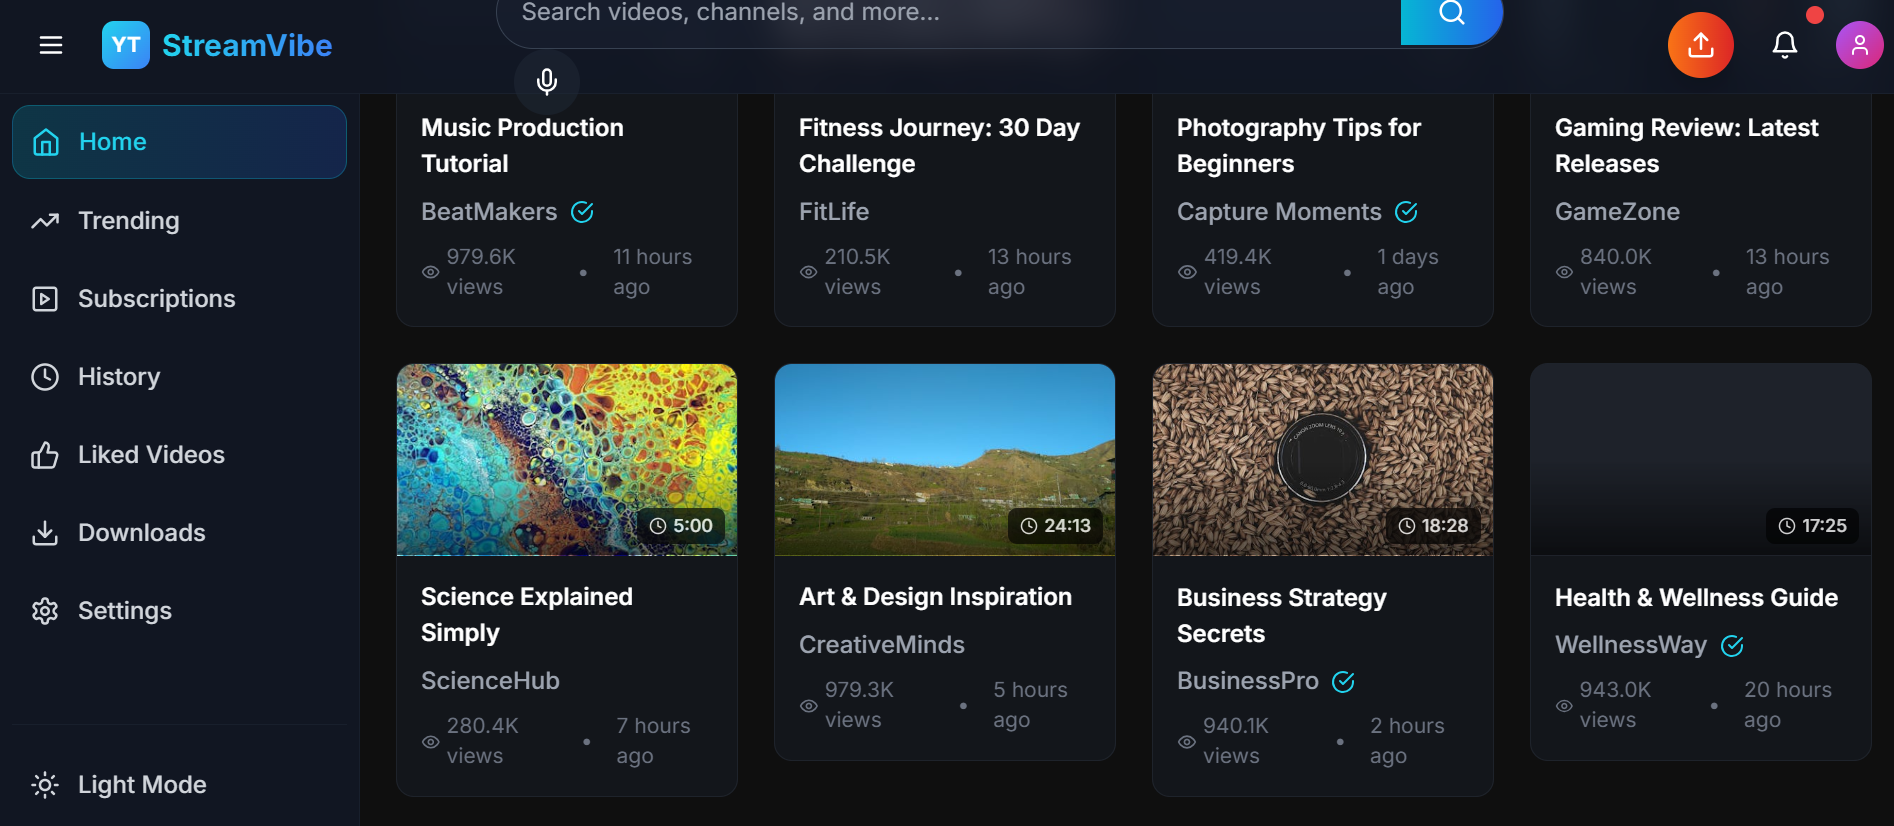 Search videos, channels, and more...
YT StreamVibe
Home
Trending
Subscriptions
History
Liked Videos
Downloads
Settings
Light Mode
Music Production
Tutorial
BeatMakers
979.6K
views
•
11 hours
ago
Fitness Journey: 30 Day
Challenge
FitLife
210.5K
views
•
13 hours
ago
Photography Tips for
Beginners
Capture Moments
419.4K
views
•
1 days
ago
Gaming Review: Latest
Releases
GameZone
840.0K
views
•
13 hours
ago
5:00
Science Explained
Simply
ScienceHub
280.4K
views
•
7 hours
ago
24:13
Art & Design Inspiration
CreativeMinds
979.3K
views
•
5 hours
ago
18:28
Business Strategy
Secrets
BusinessPro
940.1K
views
•
2 hours
ago
17:25
Health & Wellness Guide
WellnessWay
943.0K
views
•
20 hours
ago